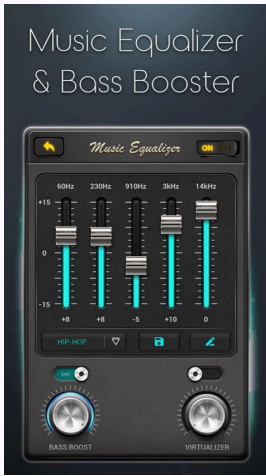 Music Equalizer
& Bass Booster
Music Equalizer
ON
60Hz 230Hz 910Hz 3kHz 14kHz
+15
0
-15
+8 +8 -5 +10 0
HIP-HOP
ON
BASS BOOST VIRTUALIZER